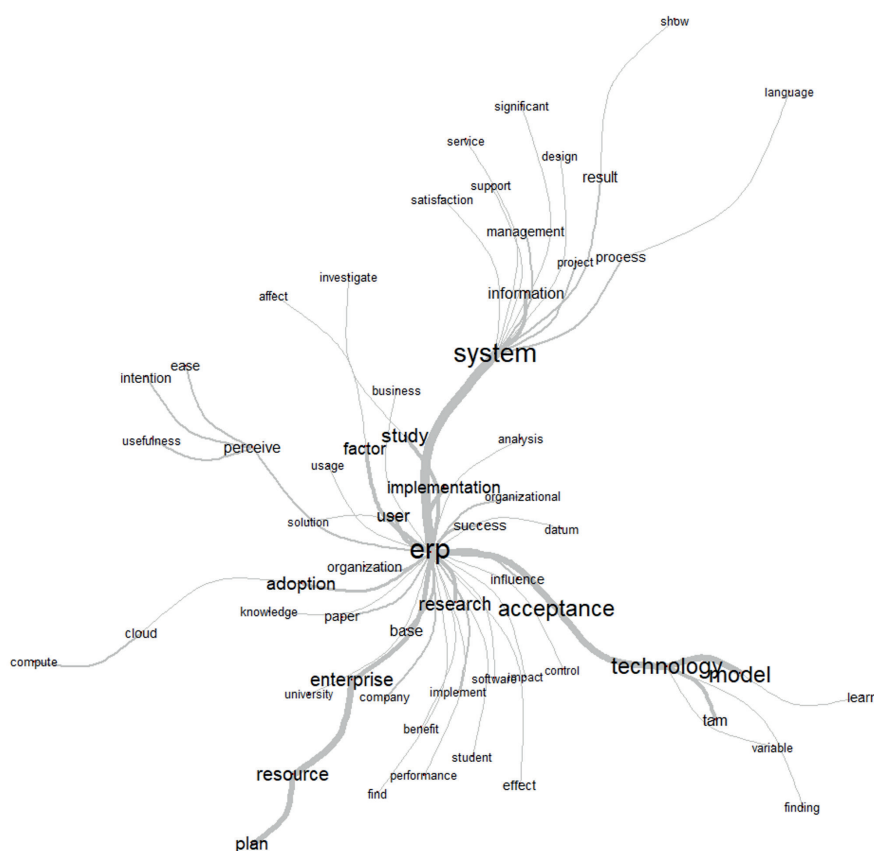 show
language
significant
service
design
support
result
satisfaction
management
project
process
information
investigate
affect
system
ease
intention
business
usefulness
study
analysis
perceive
factor
usage
implementation
organizational
user
success
solution
datum
erp
organization
influence
adoption
research
acceptance
knowledge
paper
base
cloud
compute
technology
model
enterprise
software
impact
control
university
company
implement
learn
tam
benefit
variable
student
resource
performance
effect
find
finding
plan